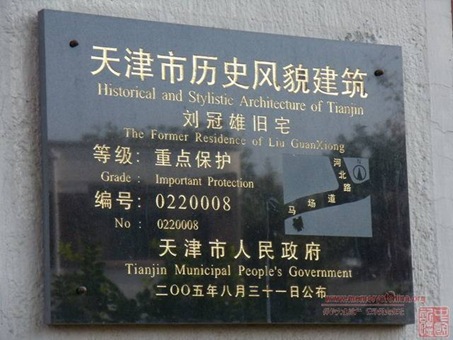 天津市历史风貌建筑
Historical and Stylistic Architecture of Tianjin
刘冠雄旧宅
The Former Residence of Liu GuanXiong
等级: 重点保护
Grade : Important Protection
编号: 0220008
No : 0220008
河北路
马场道
天津市人民政府
Tianjin Municipal People's Government
二〇〇五年八月三十一日公布